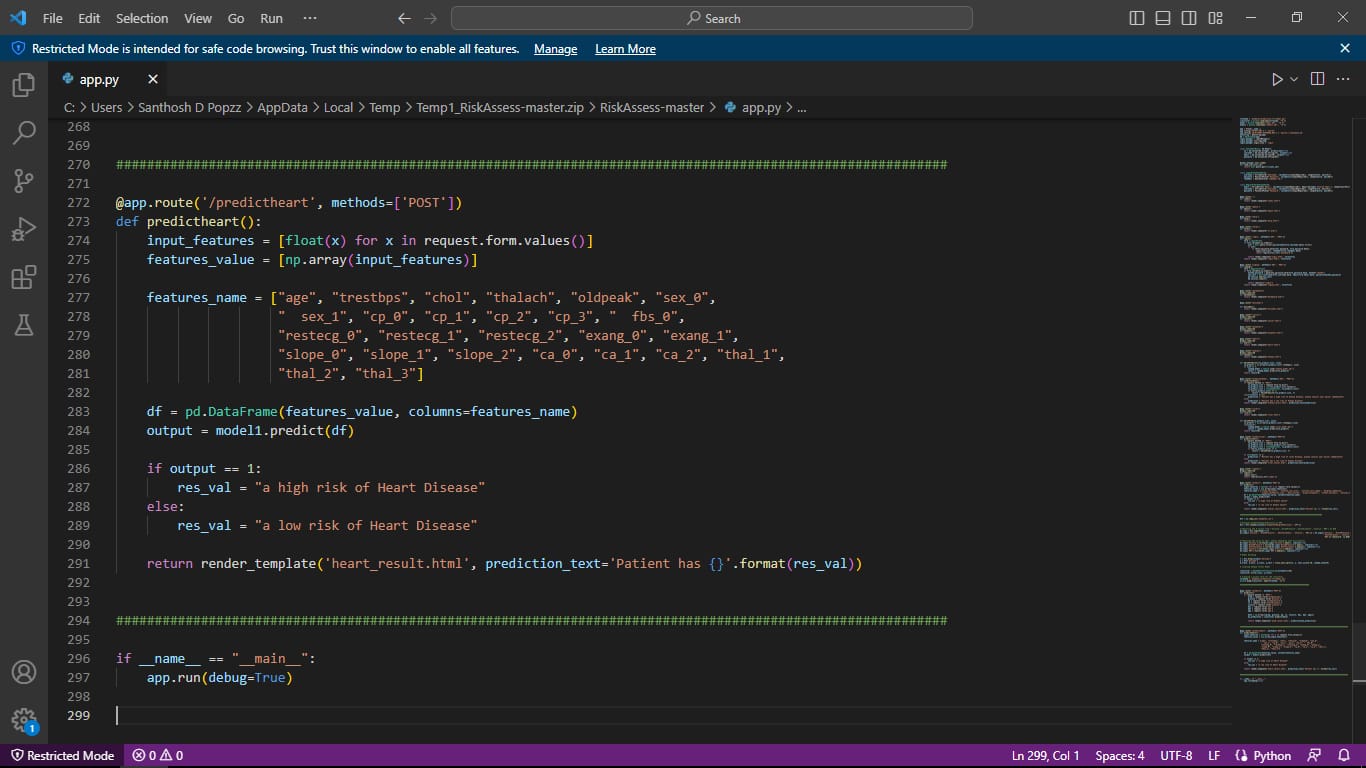 File Edit Selection View Go Run ··· Search
Restricted Mode is intended for safe code browsing. Trust this window to enable all features. Manage Learn More
app.py
C: > Users > Santhosh D Popzz > AppData > Local > Temp > Temp1_RiskAssess-master.zip > RiskAssess-master > app.py > ...
268
269
270 ############################################################################################################
271
272 @app.route('/predictheart', methods=['POST'])
273 def predictheart():
274     input_features = [float(x) for x in request.form.values()]
275     features_value = [np.array(input_features)]
276
277     features_name = ["age", "trestbps", "chol", "thalach", "oldpeak", "sex_0",
278                      "  sex_1", "cp_0", "cp_1", "cp_2", "cp_3", "  fbs_0",
279                      "restecg_0", "restecg_1", "restecg_2", "exang_0", "exang_1",
280                      "slope_0", "slope_1", "slope_2", "ca_0", "ca_1", "ca_2", "thal_1",
281                      "thal_2", "thal_3"]
282
283     df = pd.DataFrame(features_value, columns=features_name)
284     output = model1.predict(df)
285
286     if output == 1:
287         res_val = "a high risk of Heart Disease"
288     else:
289         res_val = "a low risk of Heart Disease"
290
291     return render_template('heart_result.html', prediction_text='Patient has {}'.format(res_val))
292
293
294 ############################################################################################################
295
296 if __name__ == "__main__":
297     app.run(debug=True)
298
299
1
Restricted Mode 0 0 Ln 299, Col 1 Spaces: 4 UTF-8 LF Python